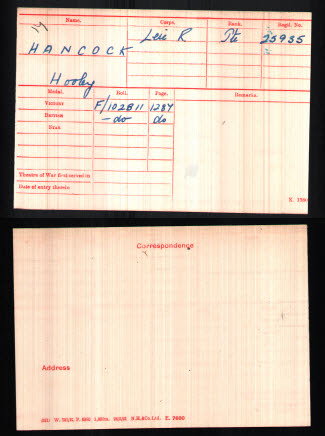 Name. Corps. Rank. Regtl. No.
HANCOCK Leic R Pte 25935
Hooley
Medal. Roll. Page. Remarks.
Victory F/102B11 1287
British -do- do
Star
Theatre of War first served in
Date of entry therein
K. 1380
Correspondence.
Address